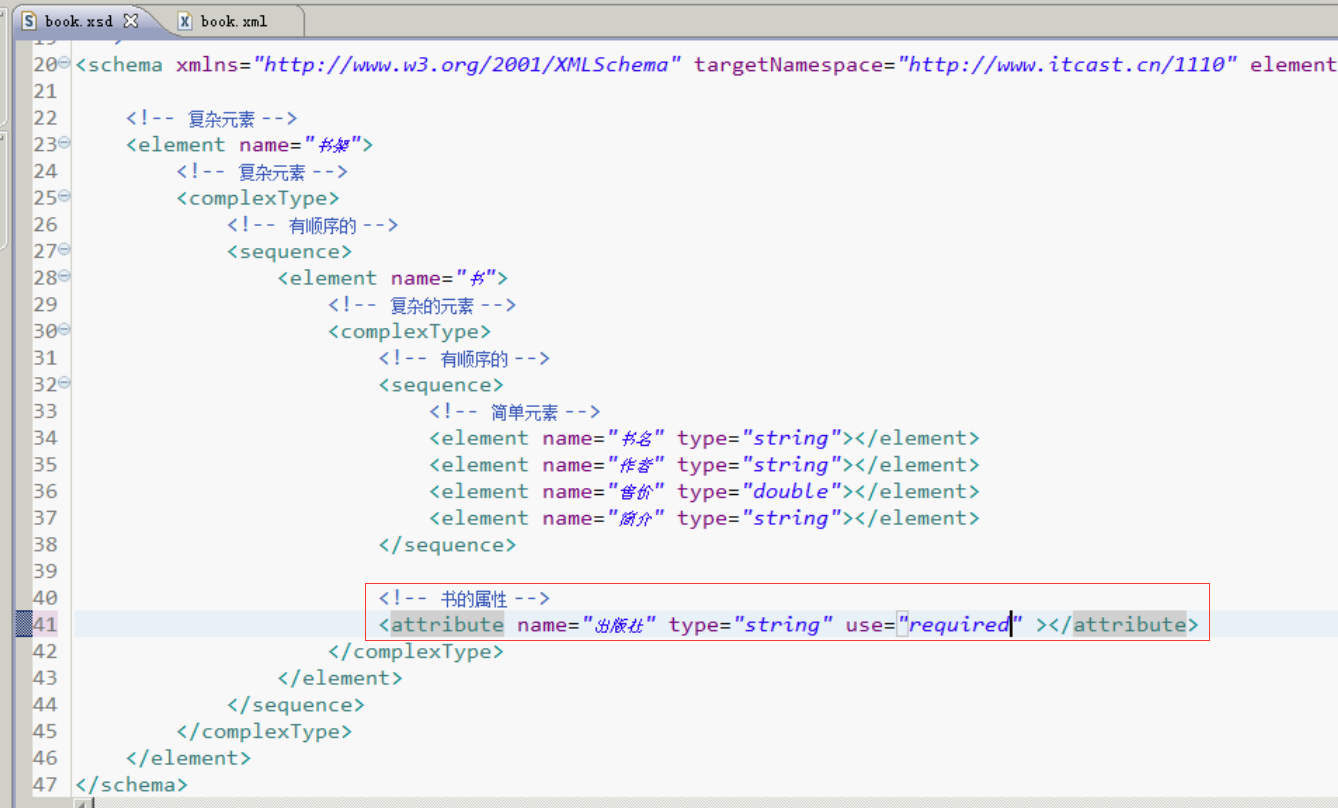 book.xsd book.xml
20 <schema xmlns="http://www.w3.org/2001/XMLSchema" targetNamespace="http://www.itcast.cn/1110" element
21
22 <!-- 复杂元素 -->
23 <element name="书架">
24 <!-- 复杂元素 -->
25 <complexType>
26 <!-- 有顺序的 -->
27 <sequence>
28 <element name="书">
29 <!-- 复杂的元素 -->
30 <complexType>
31 <!-- 有顺序的 -->
32 <sequence>
33 <!-- 简单元素 -->
34 <element name="书名" type="string"></element>
35 <element name="作者" type="string"></element>
36 <element name="售价" type="double"></element>
37 <element name="简介" type="string"></element>
38 </sequence>
39
40 <!-- 书的属性 -->
41 <attribute name="出版社" type="string" use="required" ></attribute>
42 </complexType>
43 </element>
44 </sequence>
45 </complexType>
46 </element>
47 </schema>